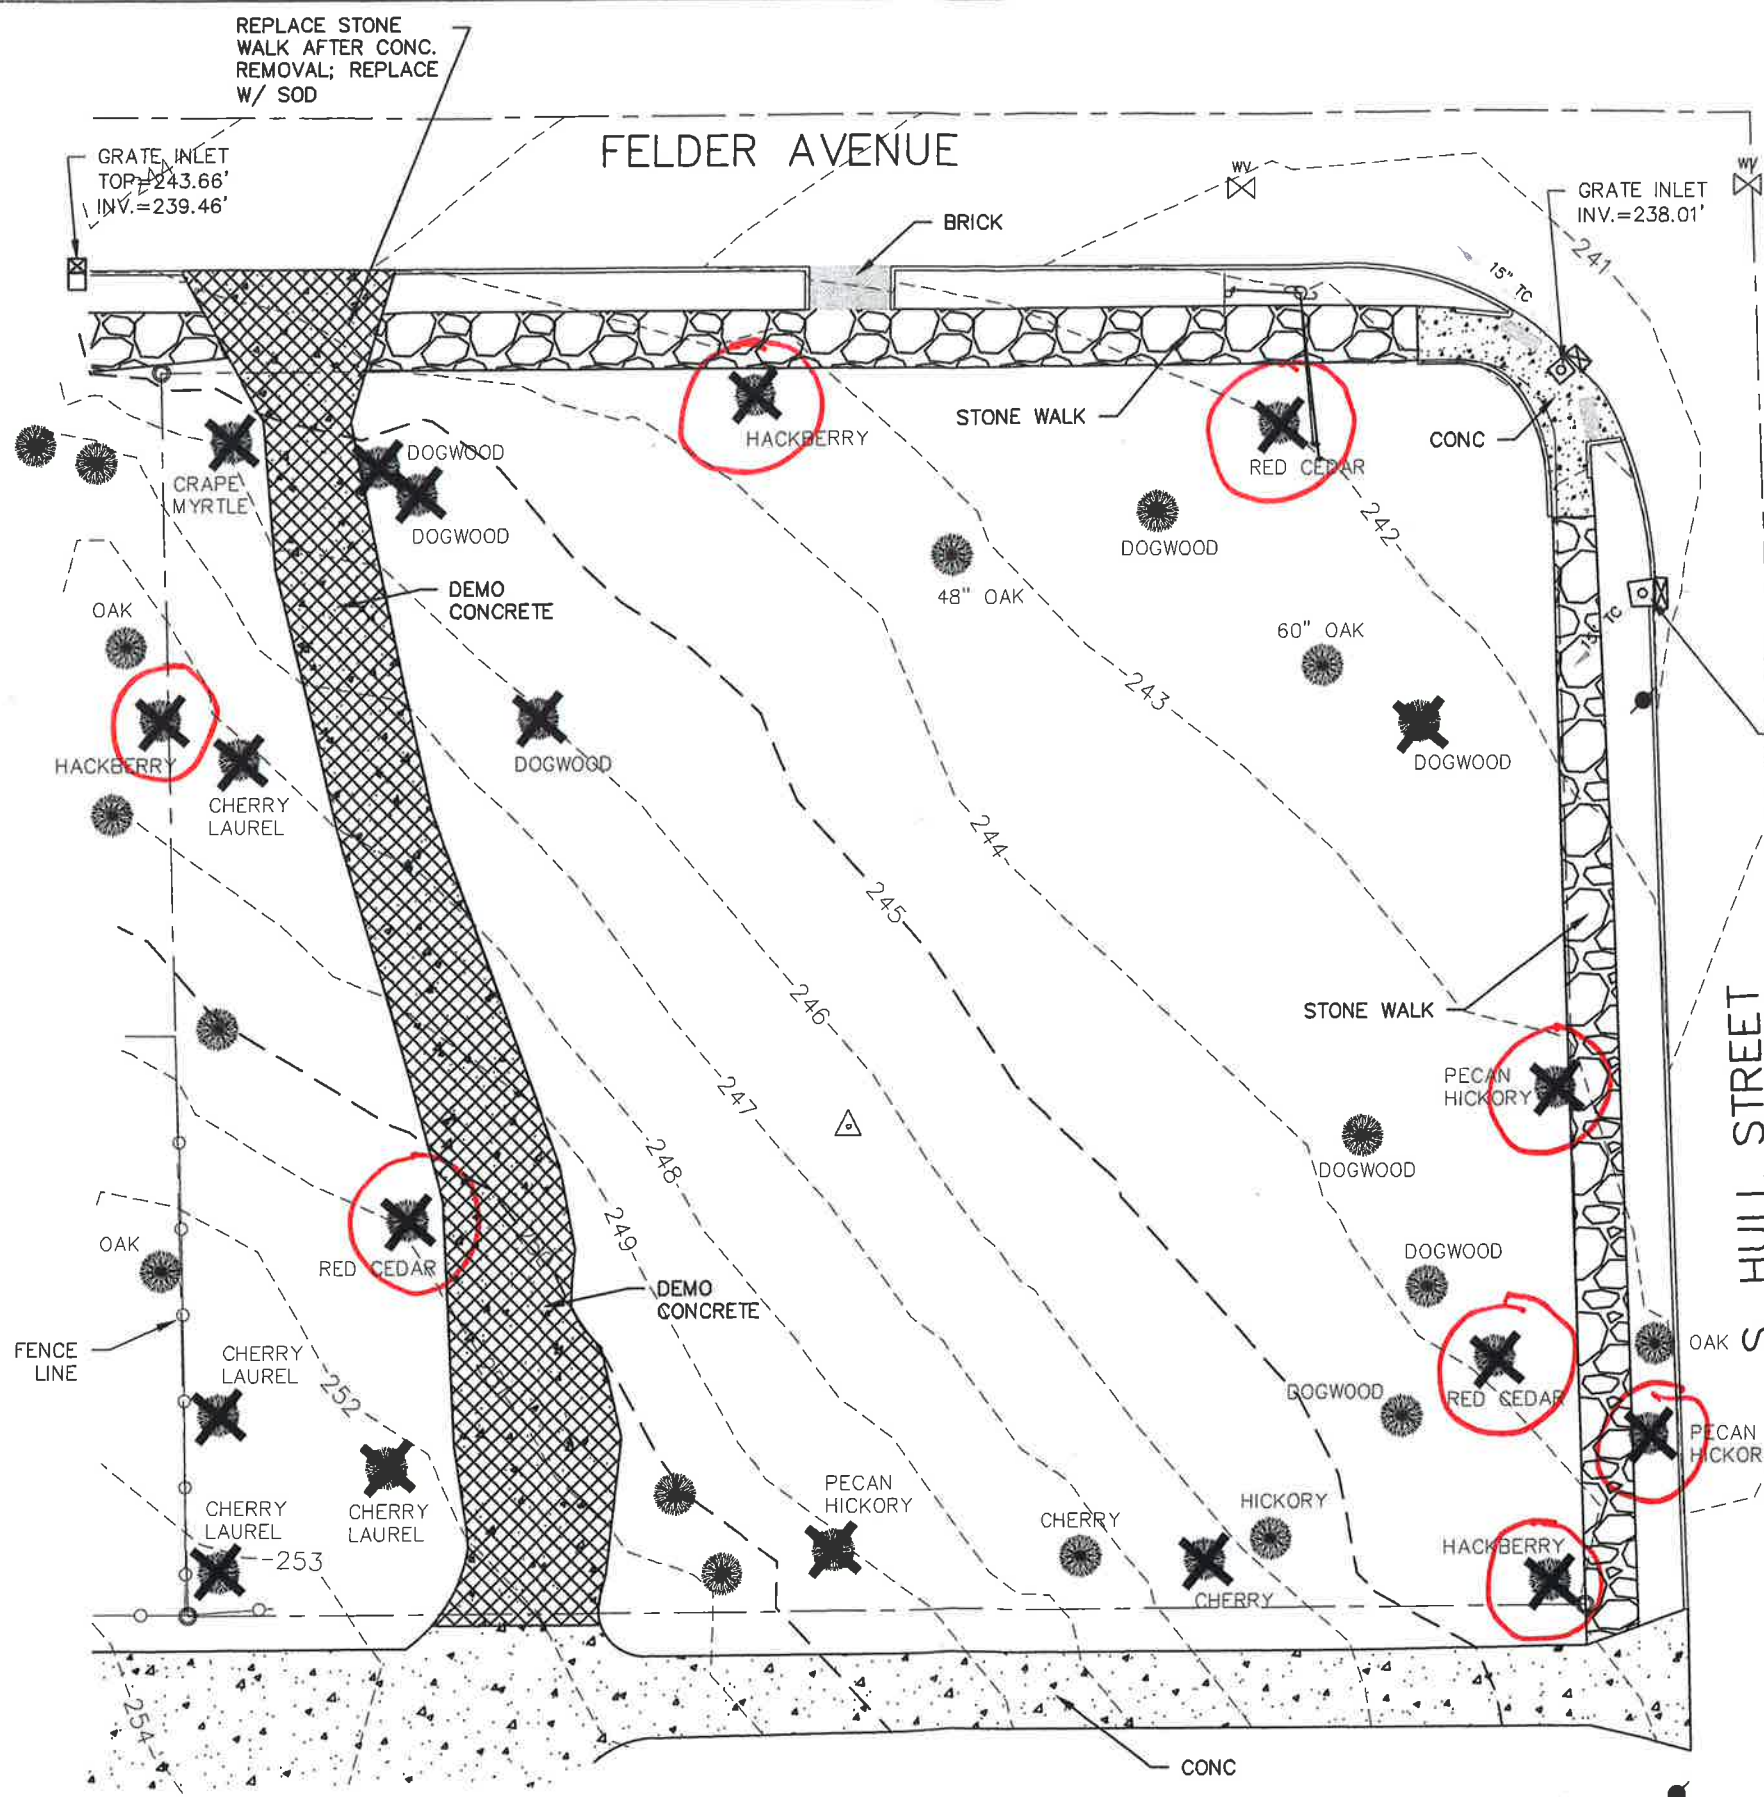 REPLACE STONE
WALK AFTER CONC.
REMOVAL; REPLACE
W/ SOD
FELDER AVENUE
GRATE INLET
TOP=243.66'
INV.=239.46'
WV
WV
GRATE INLET
INV.=238.01'
BRICK
241
15" TC
STONE WALK
CONC
HACKBERRY
RED CEDAR
DOGWOOD
CRAPE
MYRTLE
DOGWOOD
242
DOGWOOD
48" OAK
DEMO
CONCRETE
OAK
60" OAK
15" TC
243
HACKBERRY
DOGWOOD
DOGWOOD
CHERRY
LAUREL
244
245
246
STONE WALK
S HULL STREET
PECAN
HICKORY
247
248
DOGWOOD
249
OAK
RED CEDAR
DOGWOOD
DEMO
CONCRETE
FENCE
LINE
CHERRY
LAUREL
OAK
252
DOGWOOD
RED CEDAR
PECAN
HICKOR
PECAN
HICKORY
HICKORY
CHERRY
CHERRY
LAUREL
CHERRY
LAUREL
253
HACKBERRY
CHERRY
254
CONC